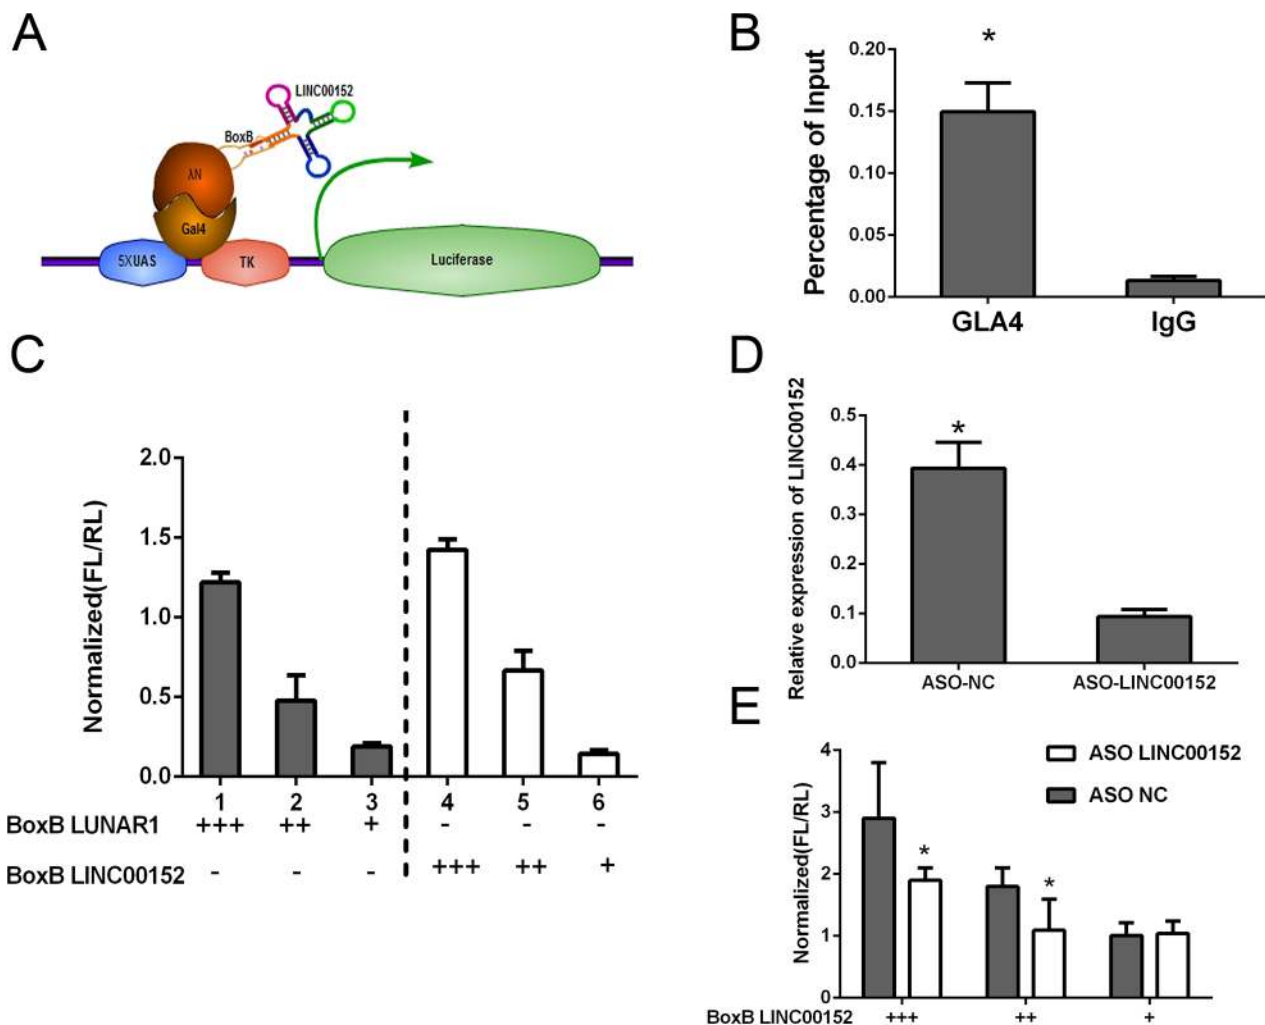 A
LINC00152
BoxB
λN
Gal4
5XUAS
TK
Luciferase
B
Percentage of Input
0.20
0.15
0.10
0.05
0.00
*
GLA4
IgG
C
Normalized(FL/RL)
2.0
1.5
1.0
0.5
0.0
1 2 3 4 5 6
BoxB LUNAR1 +++ ++ + - - -
BoxB LINC00152 - - - +++ ++ +
D
Relative expression of LINC00152
0.5
0.4
0.3
0.2
0.1
0.0
*
ASO-NC
ASO-LINC00152
E
Normalized(FL/RL)
4
3
2
1
0
ASO LINC00152
ASO NC
*
*
BoxB LINC00152 +++ ++ +